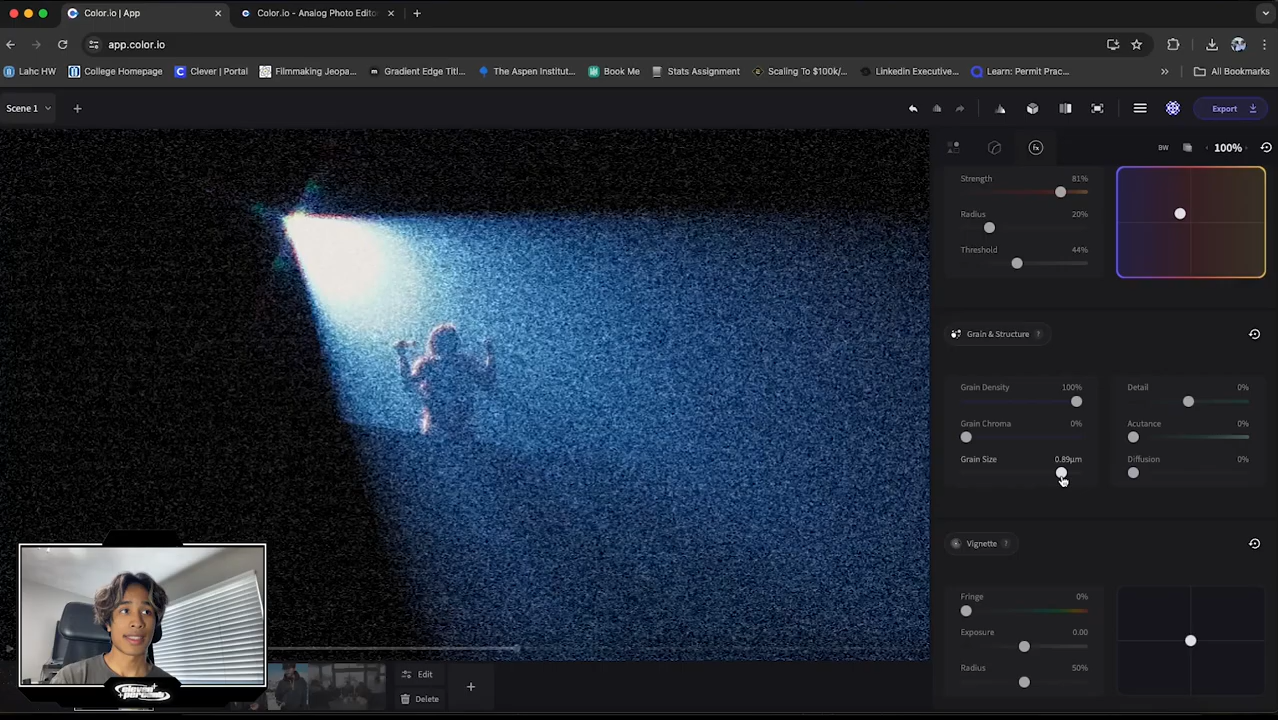 Color.io | App
Color.io - Analog Photo Edito
app.color.io
Lahc HW
College Homepage
Clever | Portal
Filmmaking Jeopa...
Gradient Edge Titl...
The Aspen Institut...
Book Me
Stats Assignment
Scaling To $100k/...
LinkedIn Executive...
Learn: Permit Prac...
All Bookmarks
Scene 1
Export
BW
100%
Strength 81%
Radius 20%
Threshold 44%
Grain & Structure ?
Grain Density 100%
Detail 0%
Grain Chroma 0%
Acutance 0%
Grain Size 0.89µm
Diffusion 0%
Vignette ?
Fringe 0%
Exposure 0.00
Radius 50%
Edit
Delete